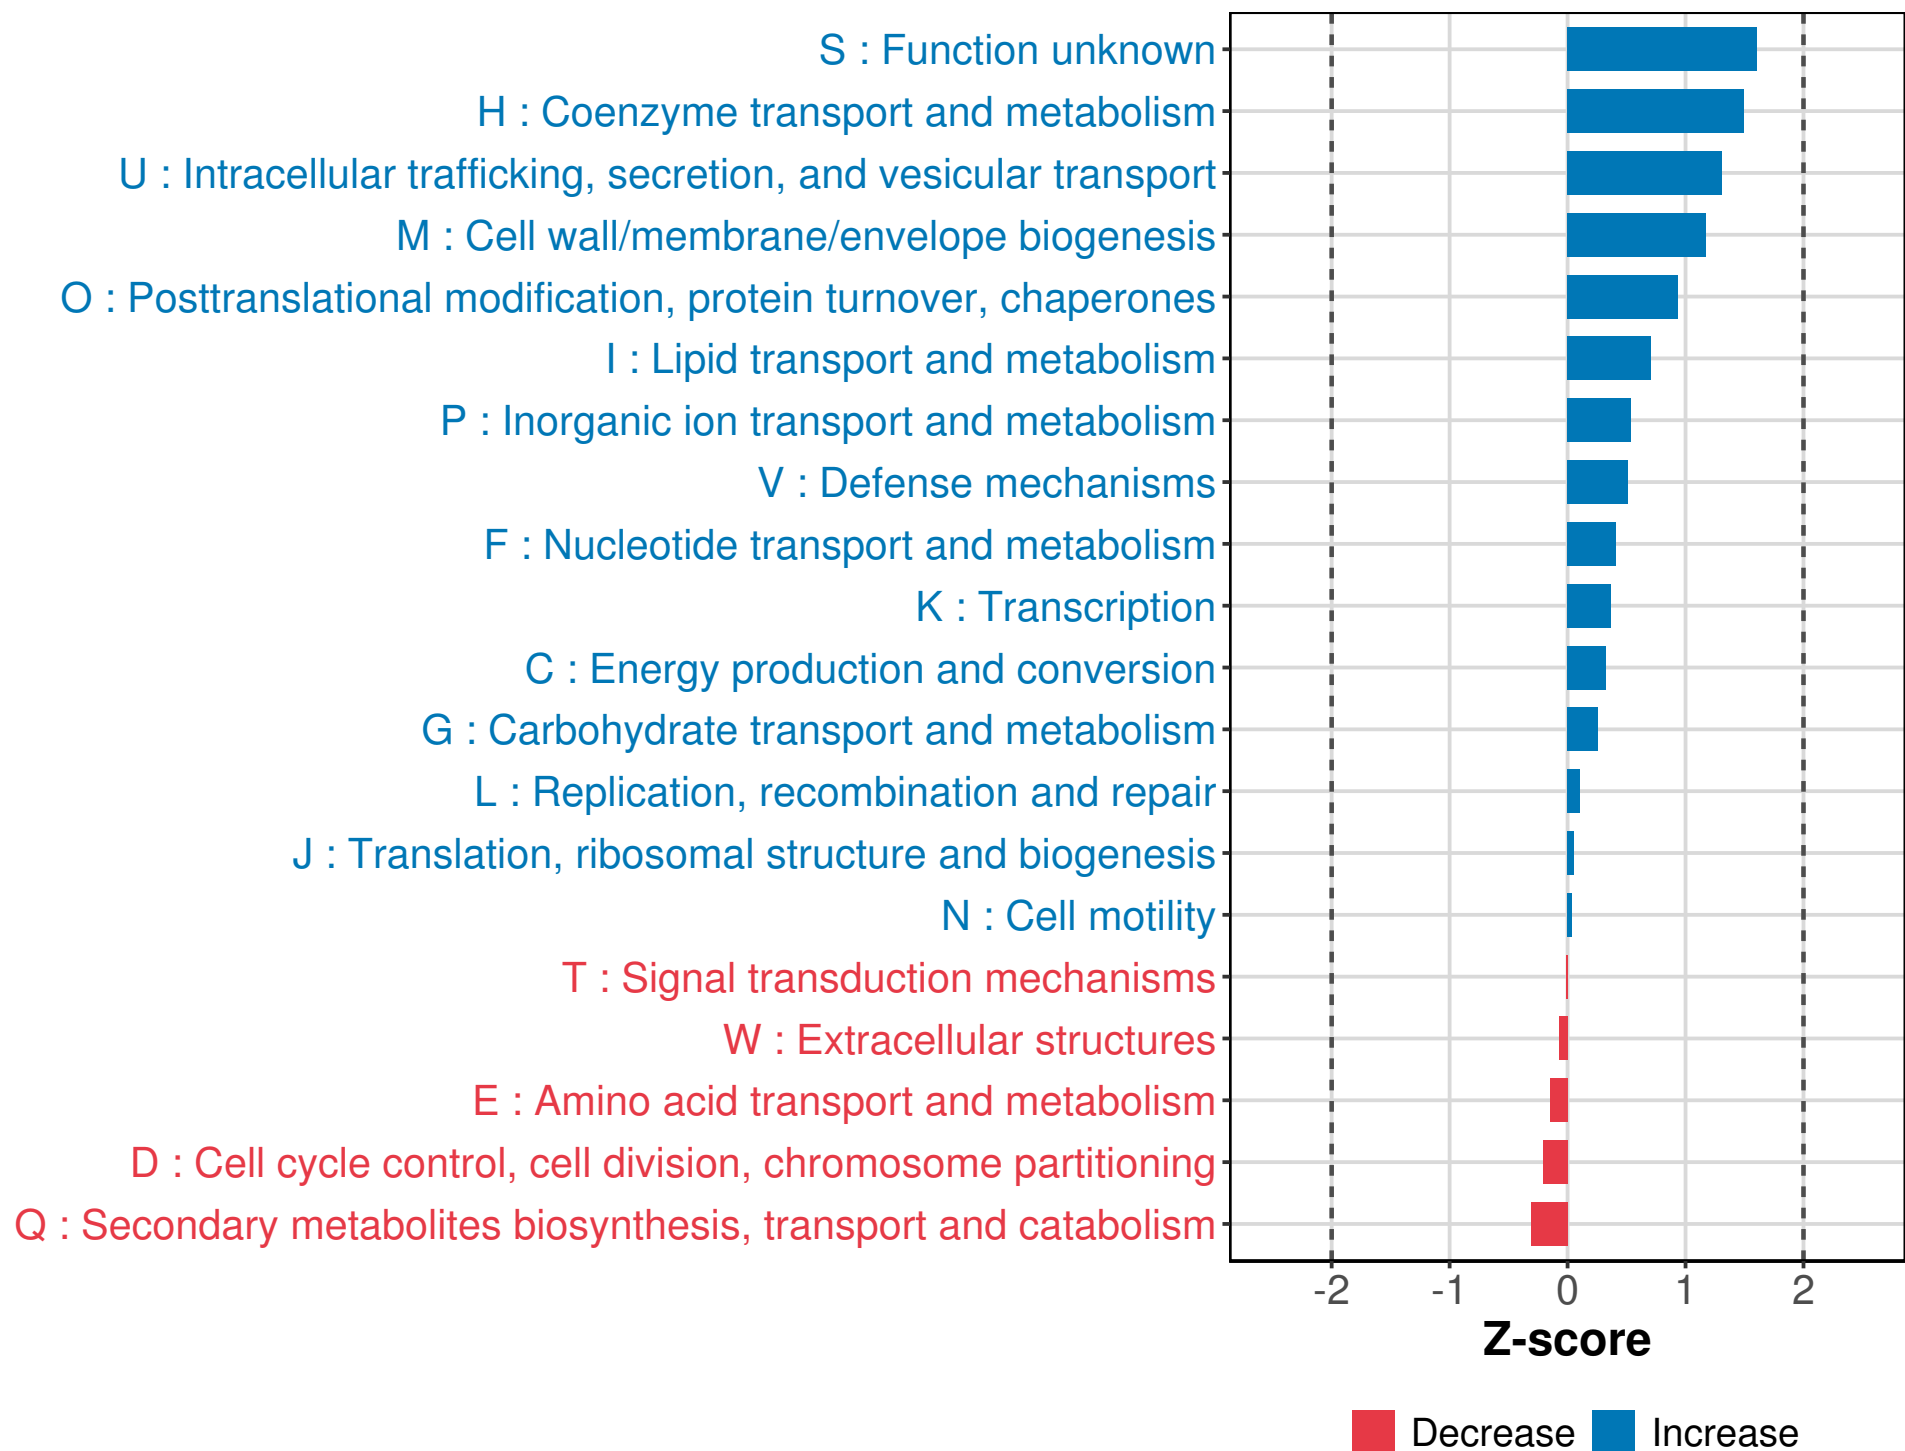 S : Function unknown
H : Coenzyme transport and metabolism
U : Intracellular trafficking, secretion, and vesicular transport
M : Cell wall/membrane/envelope biogenesis
O : Posttranslational modification, protein turnover, chaperones
I : Lipid transport and metabolism
P : Inorganic ion transport and metabolism
V : Defense mechanisms
F : Nucleotide transport and metabolism
K : Transcription
C : Energy production and conversion
G : Carbohydrate transport and metabolism
L : Replication, recombination and repair
J : Translation, ribosomal structure and biogenesis
N : Cell motility
T : Signal transduction mechanisms
W : Extracellular structures
E : Amino acid transport and metabolism
D : Cell cycle control, cell division, chromosome partitioning
Q : Secondary metabolites biosynthesis, transport and catabolism
-2 -1 0 1 2
Z-score
Decrease Increase